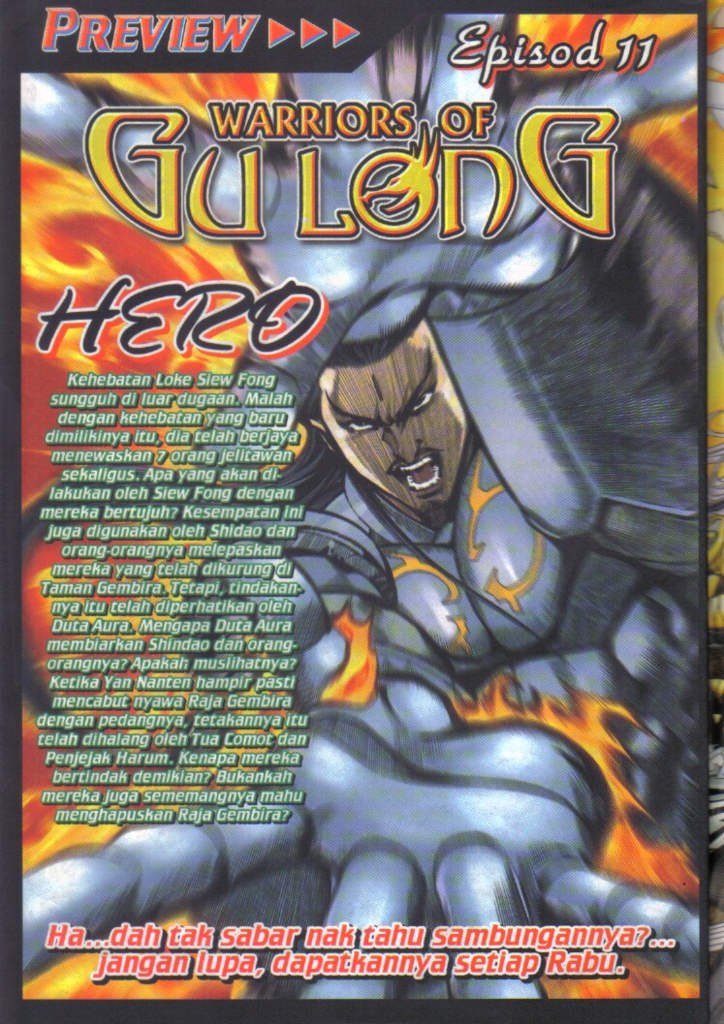 PREVIEW
Episod 11
WARRIORS OF
GU LONG
HERO
Kehebatan Loke Siew Fong
sungguh di luar dugaan. Malah
dengan kehebatan yang baru
dimilikinya itu, dia telah berjaya
menewaskan 7 orang jelitawan
sekaligus. Apa yang akan di-
lakukan oleh Siew Fong dengan
mereka bertujuh? Kesempatan ini
juga digunakan oleh Shidao dan
orang-orangnya melepaskan
mereka yang telah dikurung di
Taman Gembira. Tetapi, tindakan-
nya itu telah diperhatikan oleh
Duta Aura. Mengapa Duta Aura
membiarkan Shindao dan orang-
orangnya? Apakah muslihatnya?
Ketika Yan Nanten hampir pasti
mencabut nyawa Raja Gembira
dengan pedangnya, tetakannya itu
telah dihalang oleh Tua Comot dan
Penjejak Harum. Kenapa mereka
bertindak demikian? Bukankah
mereka juga sememangnya mahu
menghapuskan Raja Gembira?
Ha...dah tak sabar nak tahu sambungannya?...
jangan lupa, dapatkannya setiap Rabu.